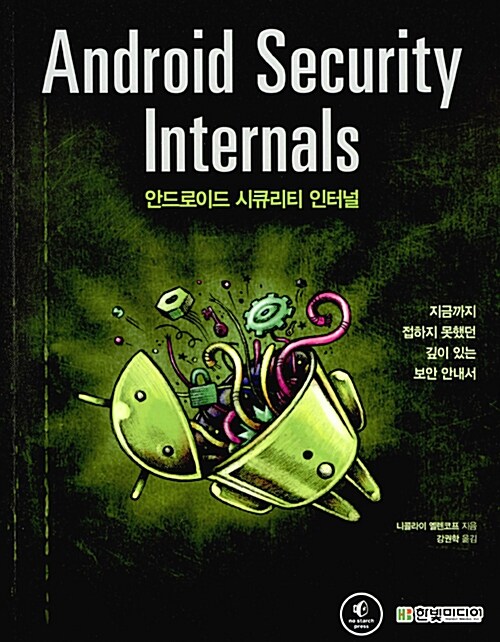 Android Security
Internals
안드로이드 시큐리티 인터널
지금까지
접하지 못했던
깊이 있는
보안 안내서
니콜라이 엘렌코프 지음
강권학 옮김
no starch
press
HB 한빛미디어